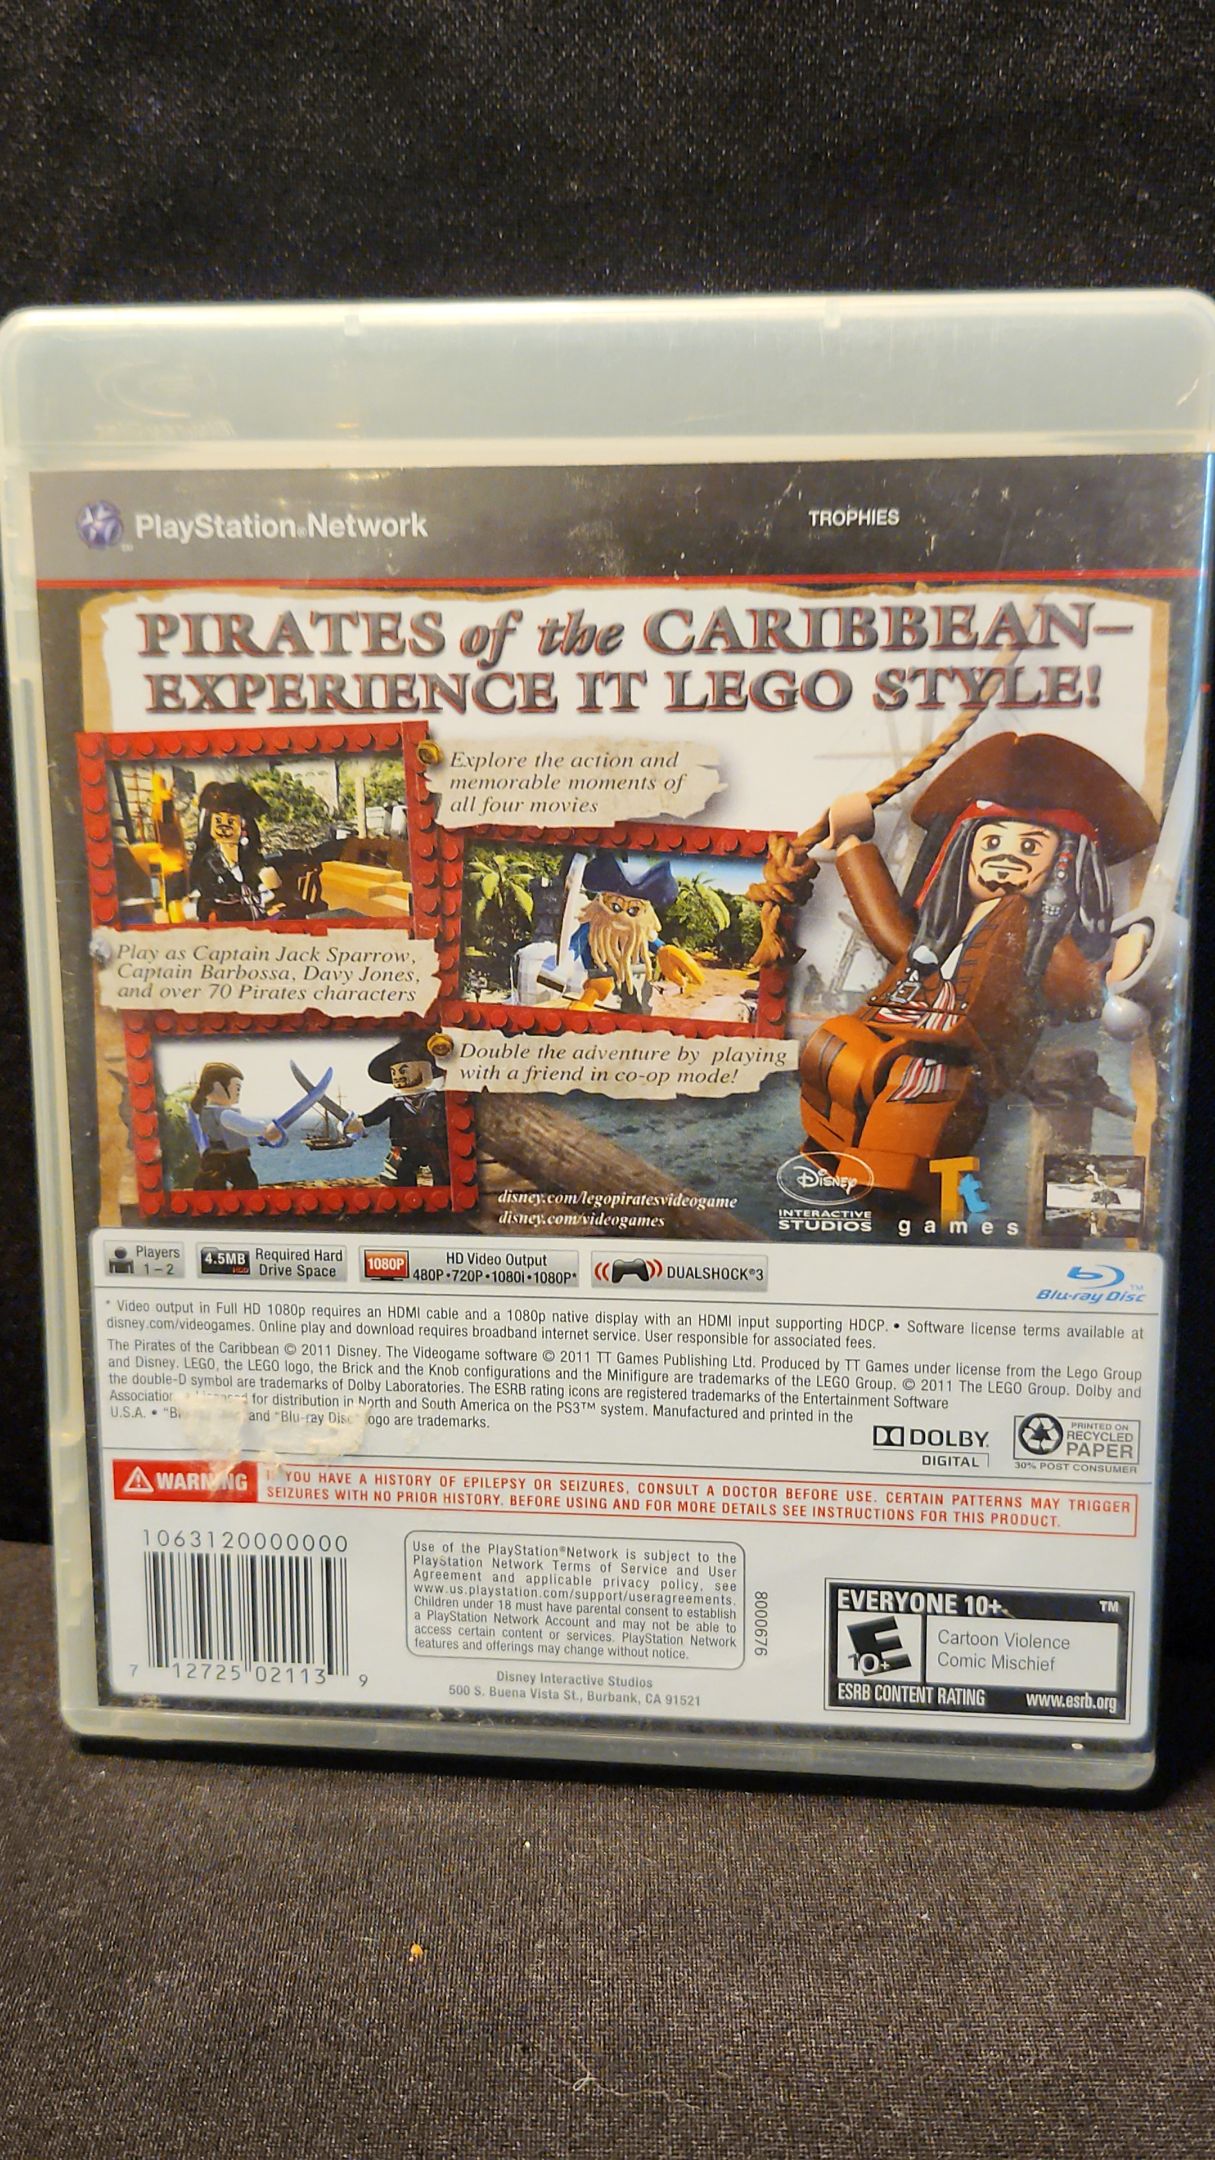 PlayStation®Network
TROPHIES
PIRATES of the CARIBBEAN–
EXPERIENCE IT LEGO STYLE!
Explore the action and
memorable moments of
all four movies
Play as Captain Jack Sparrow,
Captain Barbossa, Davy Jones,
and over 70 Pirates characters
Double the adventure by playing
with a friend in co-op mode!
disney.com/legopiratesvideogame
disney.com/videogames
Disney
INTERACTIVE
STUDIOS
Tt
games
Players
1-2
4.5MB
HDD
Required Hard
Drive Space
1080P
HD Video Output
480P•720P•1080i•1080P*
DUALSHOCK®3
Blu-ray Disc™
* Video output in Full HD 1080p requires an HDMI cable and a 1080p native display with an HDMI input supporting HDCP. • Software license terms available at
disney.com/videogames. Online play and download requires broadband internet service. User responsible for associated fees.
The Pirates of the Caribbean © 2011 Disney. The Videogame software © 2011 TT Games Publishing Ltd. Produced by TT Games under license from the Lego Group
and Disney. LEGO, the LEGO logo, the Brick and the Knob configurations and the Minifigure are trademarks of the LEGO Group. © 2011 The LEGO Group. Dolby and
the double-D symbol are trademarks of Dolby Laboratories. The ESRB rating icons are registered trademarks of the Entertainment Software
Association for distribution in North and South America on the PS3™ system. Manufactured and printed in the
U.S.A. • and "Blu-ray Disc" logo are trademarks.
DOLBY
DIGITAL
PRINTED ON
RECYCLED
PAPER
30% POST CONSUMER
WARNING
IF YOU HAVE A HISTORY OF EPILEPSY OR SEIZURES, CONSULT A DOCTOR BEFORE USE. CERTAIN PATTERNS MAY TRIGGER
SEIZURES WITH NO PRIOR HISTORY. BEFORE USING AND FOR MORE DETAILS SEE INSTRUCTIONS FOR THIS PRODUCT.
1063120000000
7 12725 02113 9
Use of the PlayStation®Network is subject to the
PlayStation Network Terms of Service and User
Agreement and applicable privacy policy, see
www.us.playstation.com/support/useragreements.
Children under 18 must have parental consent to establish
a PlayStation Network Account and may not be able to
access certain content or services. PlayStation Network
features and offerings may change without notice.
8000676
Disney Interactive Studios
500 S. Buena Vista St., Burbank, CA 91521
EVERYONE 10+ ™
E
10+
Cartoon Violence
Comic Mischief
ESRB CONTENT RATING www.esrb.org